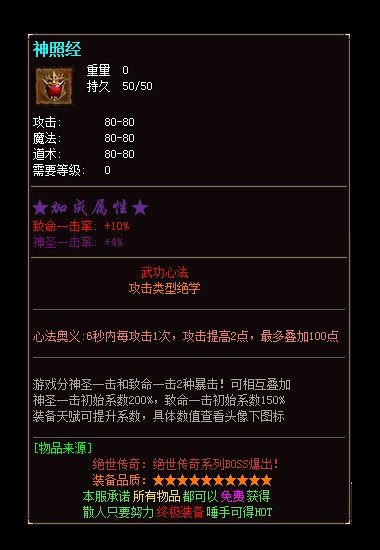 神照经
重量 0
持久 50/50
攻击: 80-80
魔法: 80-80
道术: 80-80
需要等级: 0
★加成属性★
致命一击率: +10%
神圣一击率: +4%
武功心法
攻击类型绝学
心法奥义:6秒内每攻击1次, 攻击提高2点, 最多叠加100点
游戏分神圣一击和致命一击2种暴击! 可相互叠加
神圣一击初始系数200%, 致命一击初始系数150%
装备天赋可提升系数, 具体数值查看头像下图标
[物品来源]
绝世传奇: 绝世传奇系列BOSS爆出!
装备品质: ★★★★★★★★★★
本服承诺 所有物品 都可以 免费 获得
散人只要努力 终极装备 唾手可得HOT